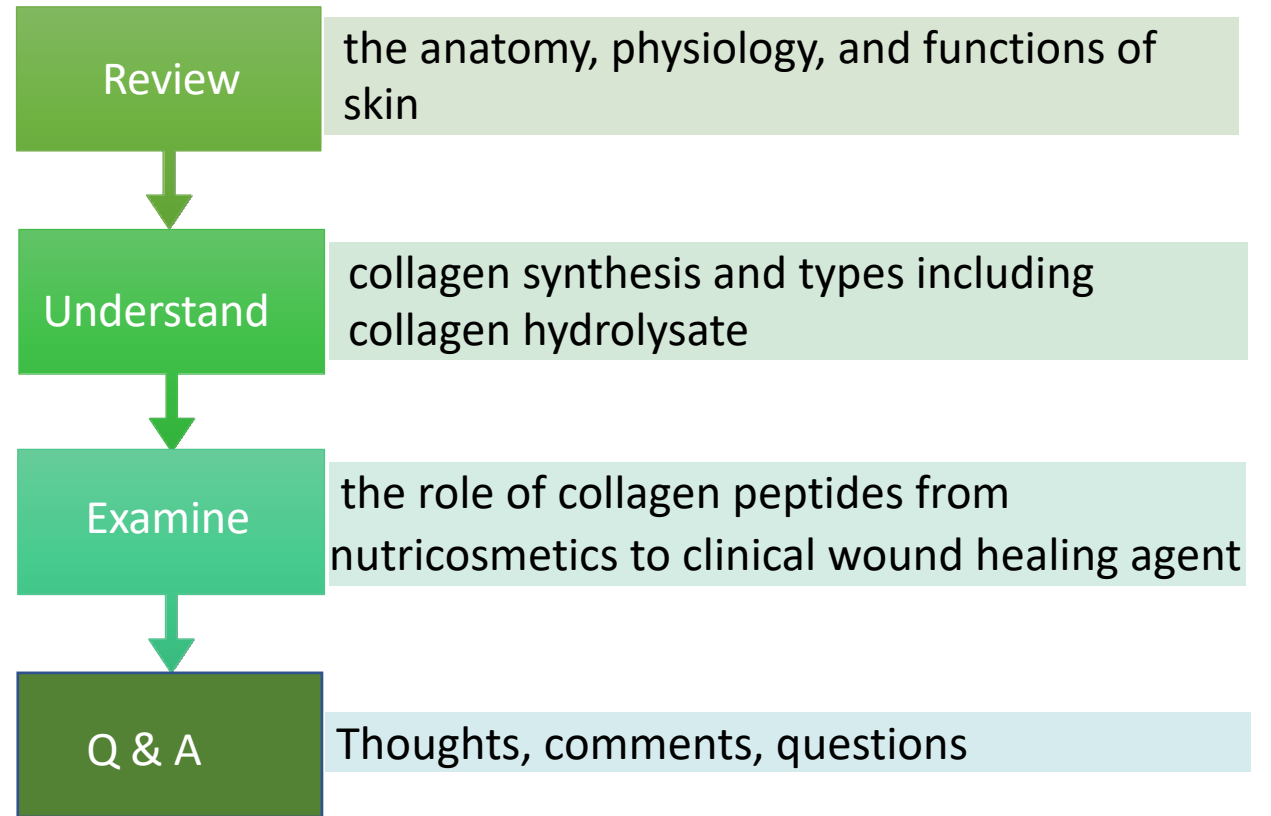 Review
the anatomy, physiology, and functions of
skin
Understand
collagen synthesis and types including
collagen hydrolysate
Examine
the role of collagen peptides from
nutricosmetics to clinical wound healing agent
Q & A
Thoughts, comments, questions